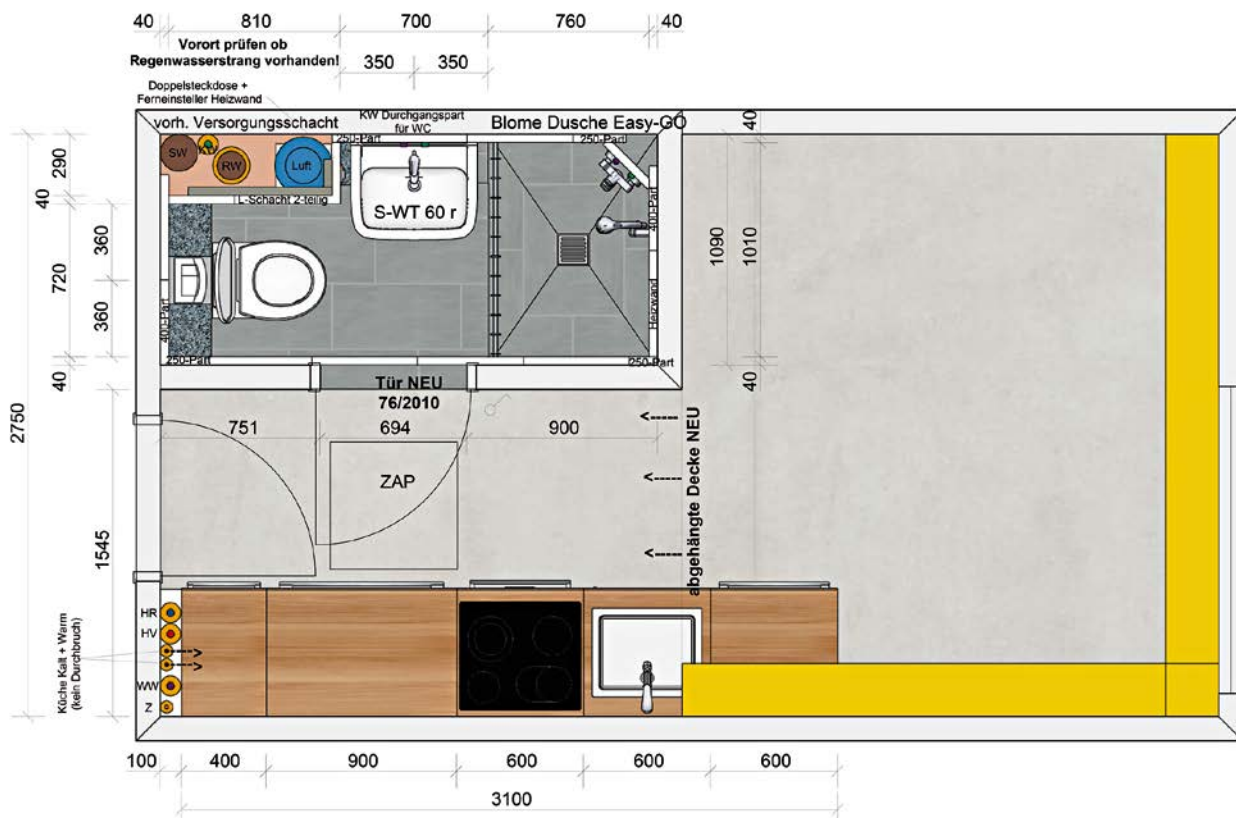 40 810 700 760 40
Vorort prüfen ob
Regenwasserstrang vorhanden!
350 350
Doppelsteckdose +
Ferneinsteller Heizwand
vorh. Versorgungsschacht
KW Durchgangspart
für WC
Blome Dusche Easy-GO
250-Part
250-Part
SW
RW
Luft
L-Schacht 2-teilig
S-WT 60 r
400-Part
Heizwand
400-Part
250-Part
250-Part
290
40
720
360
360
40
2750
1545
40
1090
1010
40
Tür NEU
76/2010
751 694 900
ZAP
abgehängte Decke NEU
HR
HV
WW
Z
Küche Kalt + Warm
(kein Durchbruch)
100 400 900 600 600 600
3100